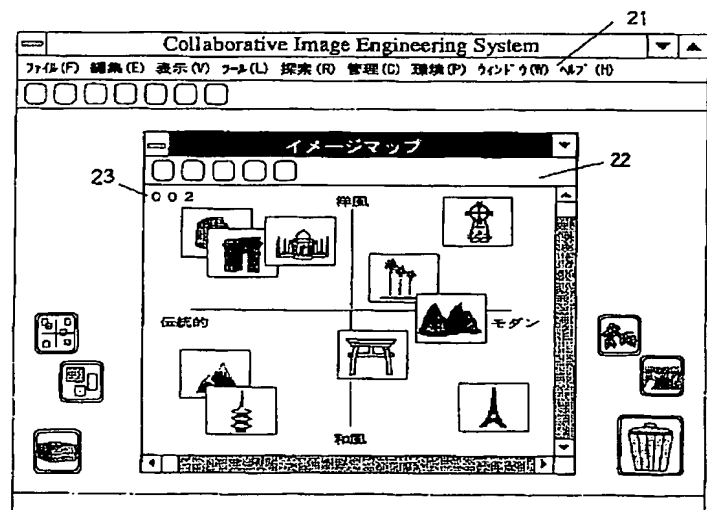 21
Collaborative Image Engineering System
ファイル(F) 編集(E) 表示(V) ツール(L) 探索(R) 管理(C) 環境(P) ウィンドウ(W) ヘルプ(H)
イメージマップ
22
23
002
洋風
伝統的
モダン
和風